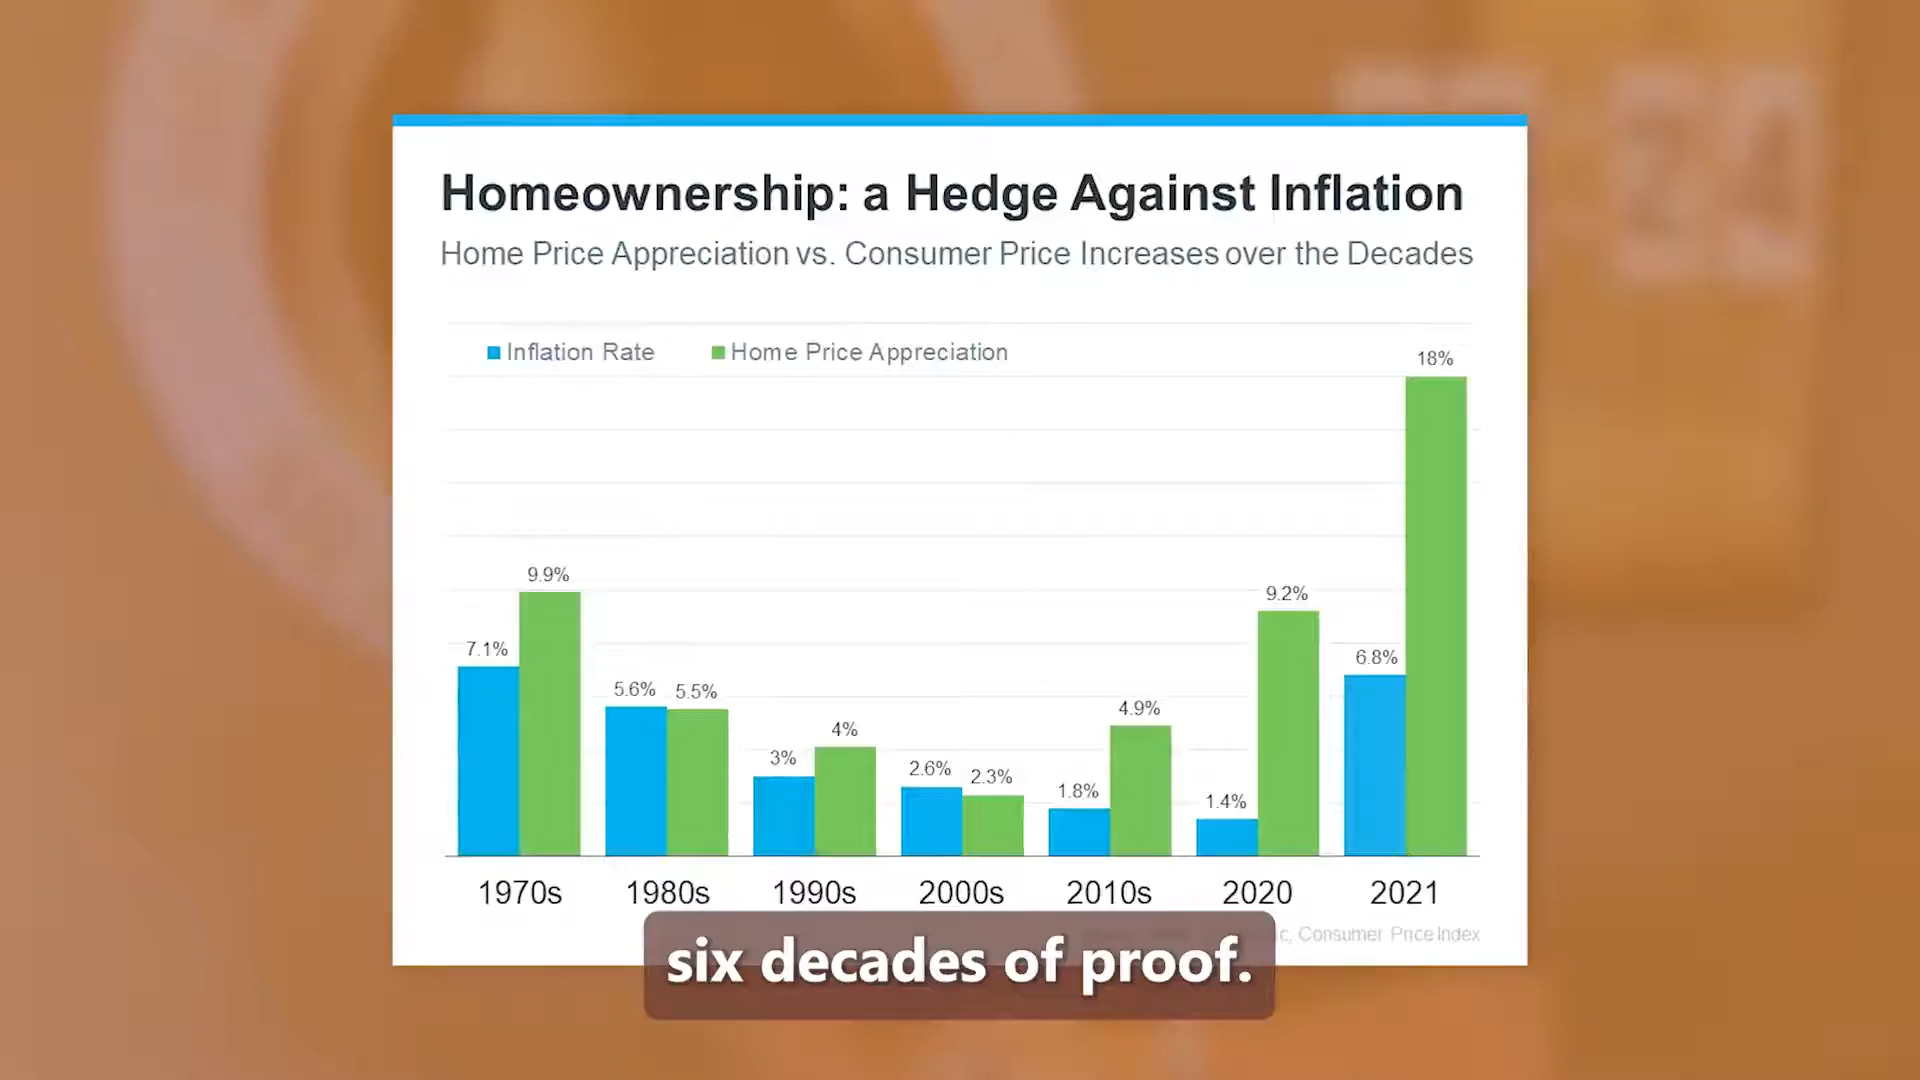 Homeownership: a Hedge Against Inflation
Home Price Appreciation vs. Consumer Price Increases over the Decades
Inflation Rate Home Price Appreciation
18%
9.9%
9.2%
7.1%
6.8%
5.6% 5.5%
4.9%
4%
3%
2.6% 2.3%
1.8%
1.4%
1970s 1980s 1990s 2000s 2010s 2020 2021
Consumer Price Index
six decades of proof.